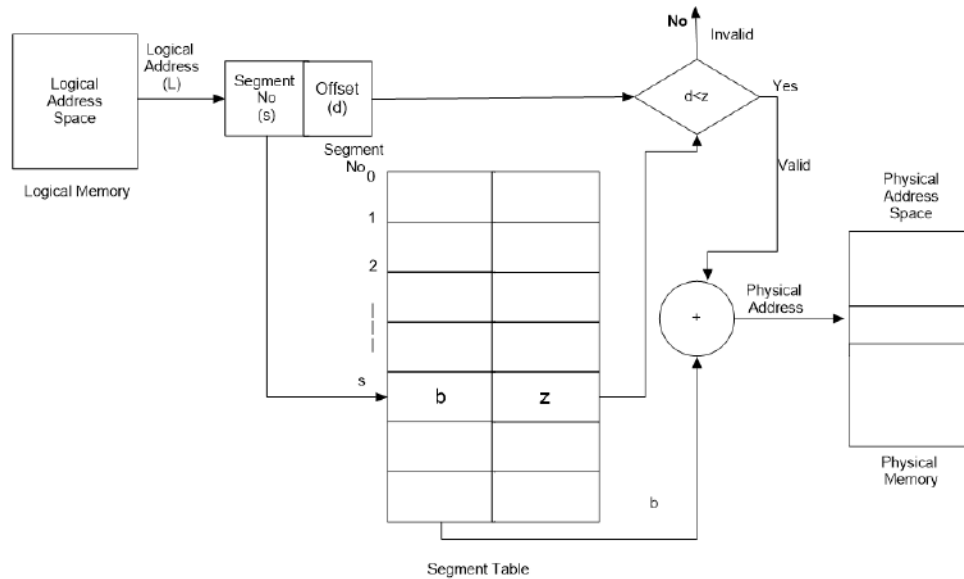 Logical
Address
Space
Logical Memory
Logical
Address
(L)
Segment
No
(s)
Offset
(d)
Segment
No
0
1
2
s
b
z
Segment Table
No
Invalid
d<z
Yes
Valid
+
b
Physical
Address
Physical
Address
Space
Physical
Memory